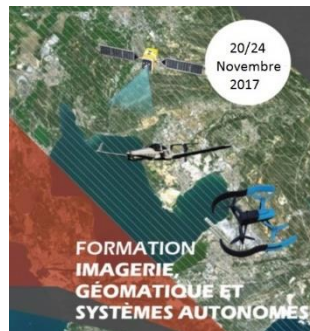 20/24
Novembre
2017
FORMATION
IMAGERIE,
GÉOMATIQUE ET
SYSTÈMES AUTONOMES